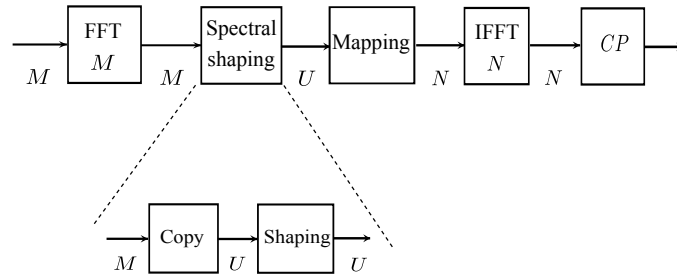 FFT
M
Spectral
shaping
Mapping
IFFT
N
CP
M
M
U
N
N
Copy
Shaping
M
U
U